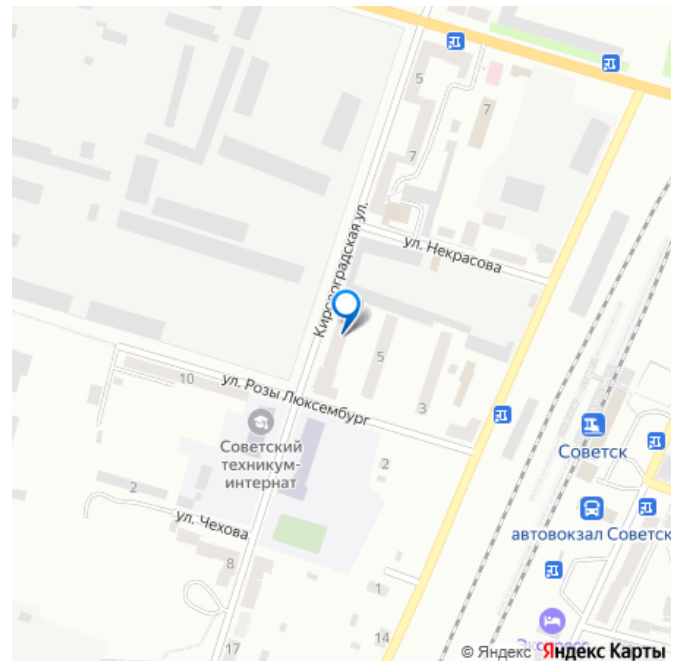 5
7
7
Кировоградская ул.
ул. Некрасова
5
10
ул. Розы Люксембург
3
Советский
техникум-
интернат
2
Советск
2
ул. Чехова
автовокзал Советск
8
1
14
17
Экспресс
© Яндекс Яндекс Карты